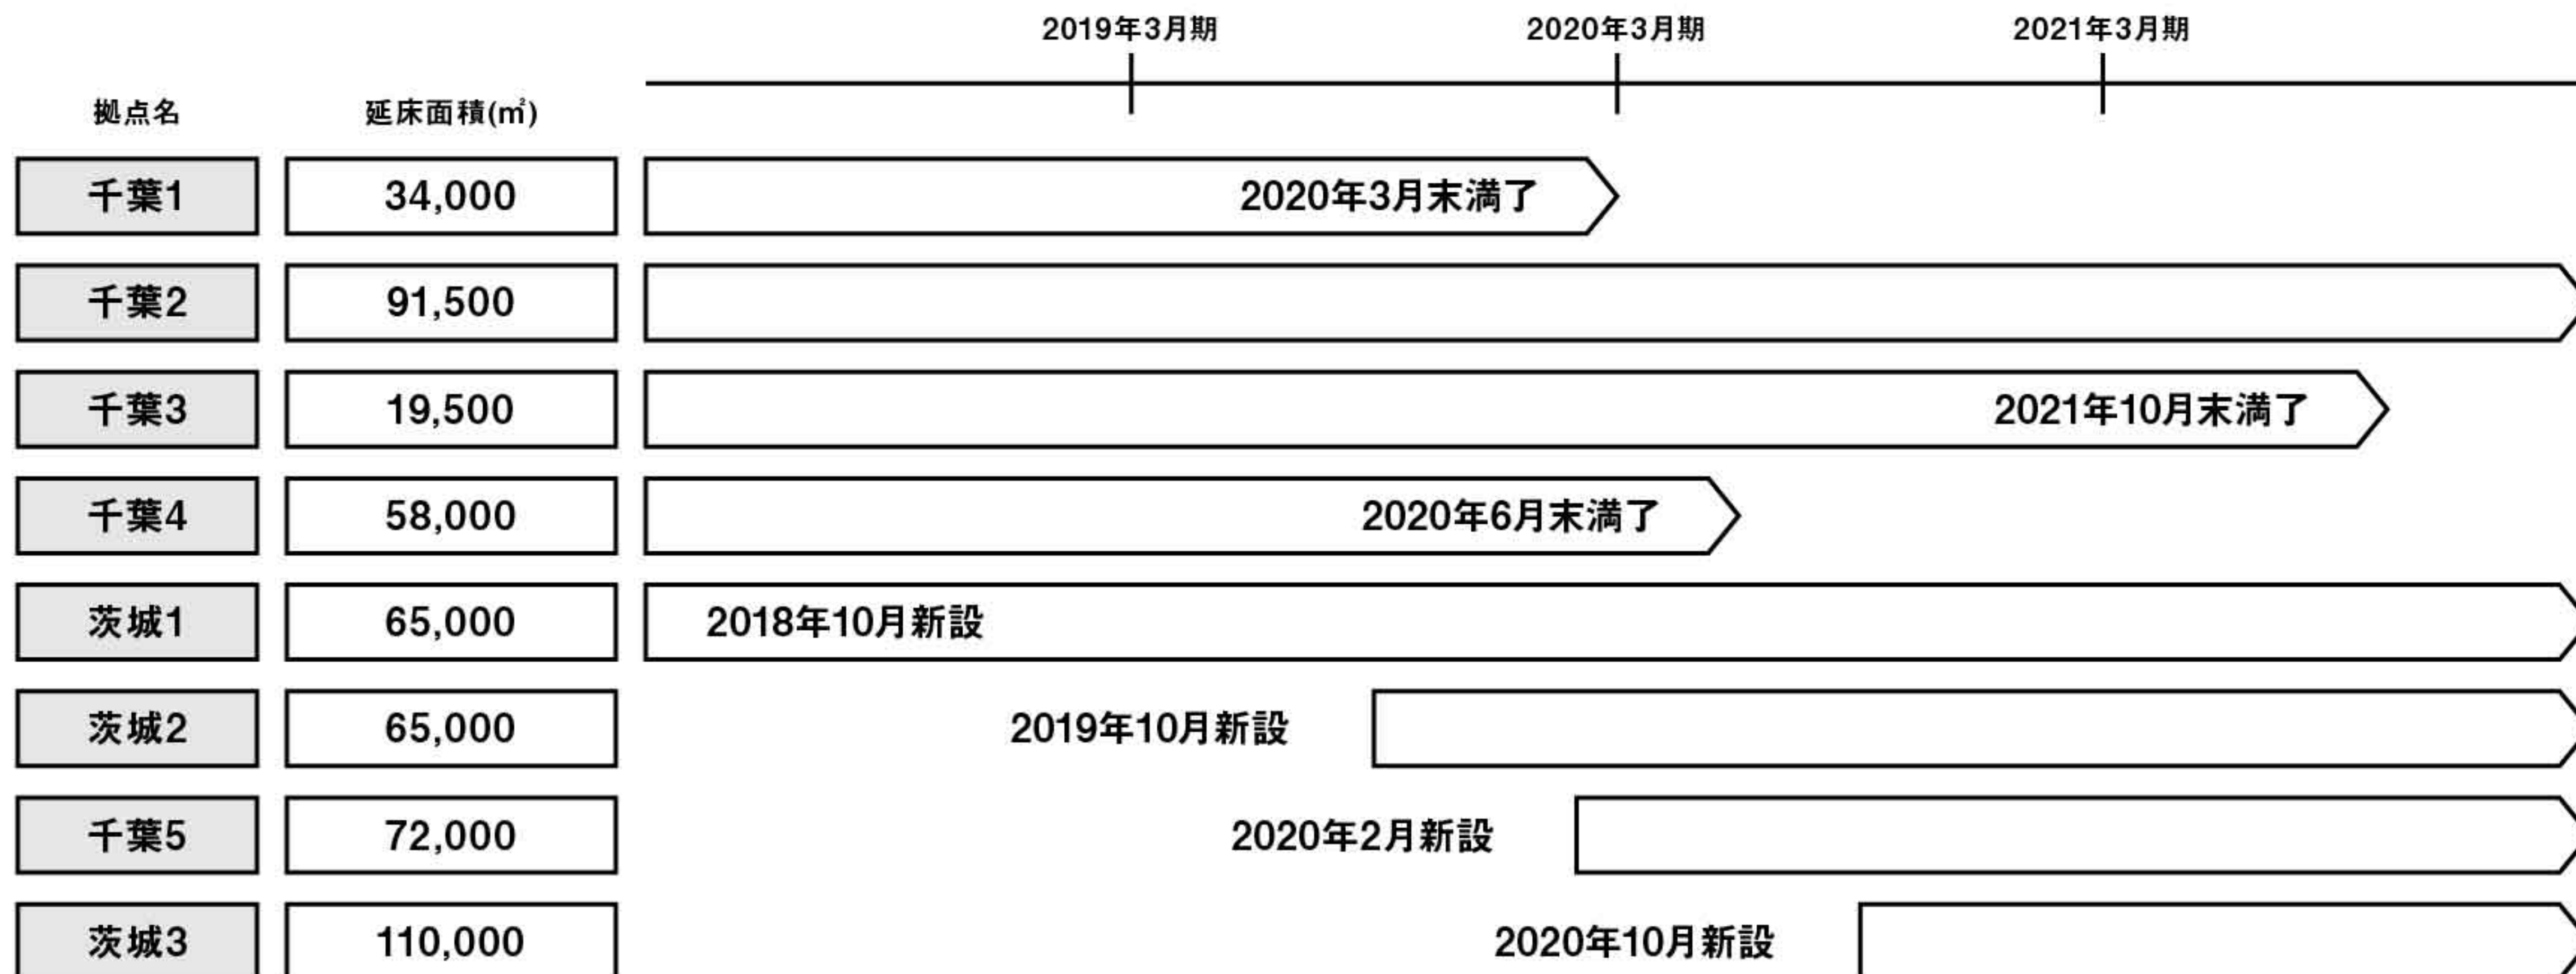 2019年3月期 2020年3月期 2021年3月期
拠点名 延床面積(㎡)
千葉1 34,000 2020年3月末満了
千葉2 91,500
千葉3 19,500 2021年10月末満了
千葉4 58,000 2020年6月末満了
茨城1 65,000 2018年10月新設
茨城2 65,000 2019年10月新設
千葉5 72,000 2020年2月新設
茨城3 110,000 2020年10月新設